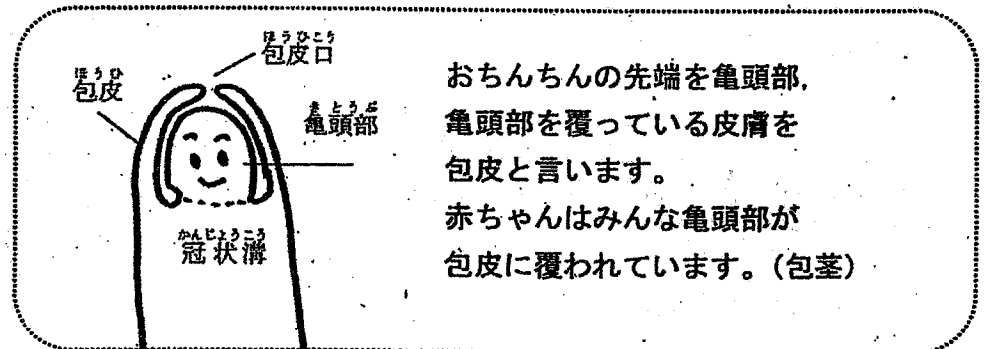 ほうひこう
包皮口
ほうひ
包皮
きとうぶ
亀頭部
かんじょうこう
冠状溝
おちんちんの先端を亀頭部,
亀頭部を覆っている皮膚を
包皮と言います。
赤ちゃんはみんな亀頭部が
包皮に覆われています。(包茎)